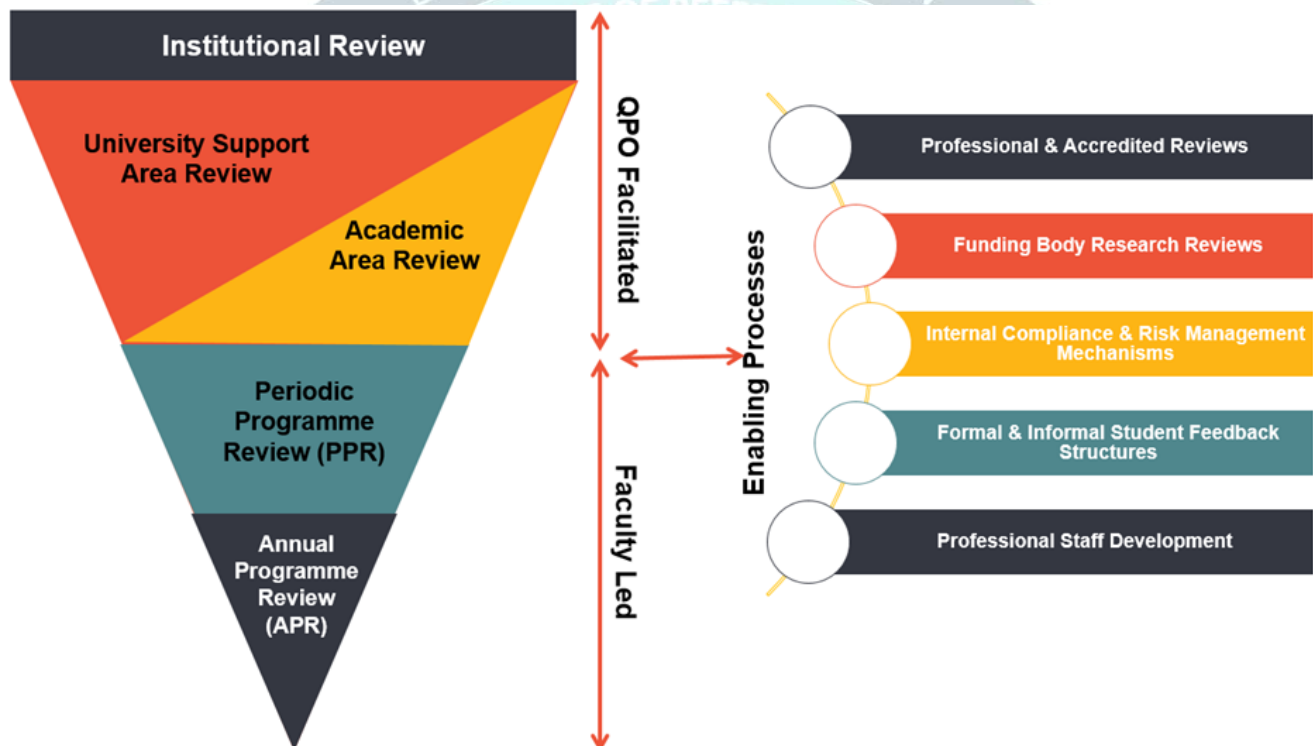 Institutional Review
University Support
Area Review
Academic
Area Review
Periodic
Programme
Review (PPR)
Annual
Programme
Review
(APR)
QPO Facilitated
Faculty Led
Enabling Processes
Professional & Accredited Reviews
Funding Body Research Reviews
Internal Compliance & Risk Management
Mechanisms
Formal & Informal Student Feedback
Structures
Professional Staff Development